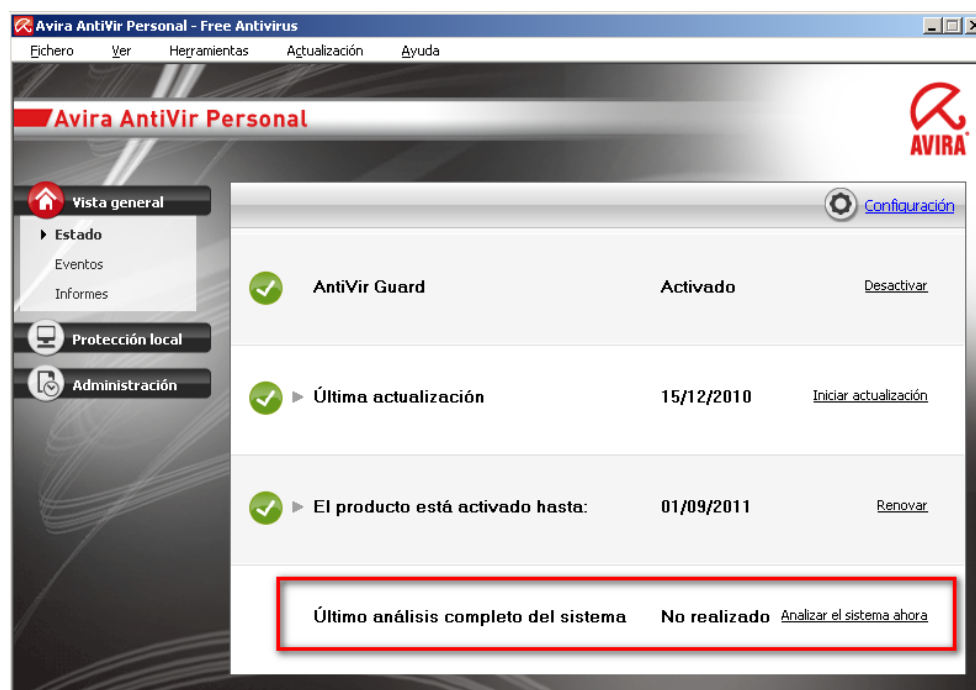 Avira AntiVir Personal - Free Antivirus
Fichero Ver Herramientas Actualización Ayuda
Avira AntiVir Personal
AVIRA
Vista general
Configuración
Estado
Eventos
Informes
AntiVir Guard Activado Desactivar
Protección local
Administración
Última actualización 15/12/2010 Iniciar actualización
El producto está activado hasta: 01/09/2011 Renovar
Último análisis completo del sistema No realizado Analizar el sistema ahora